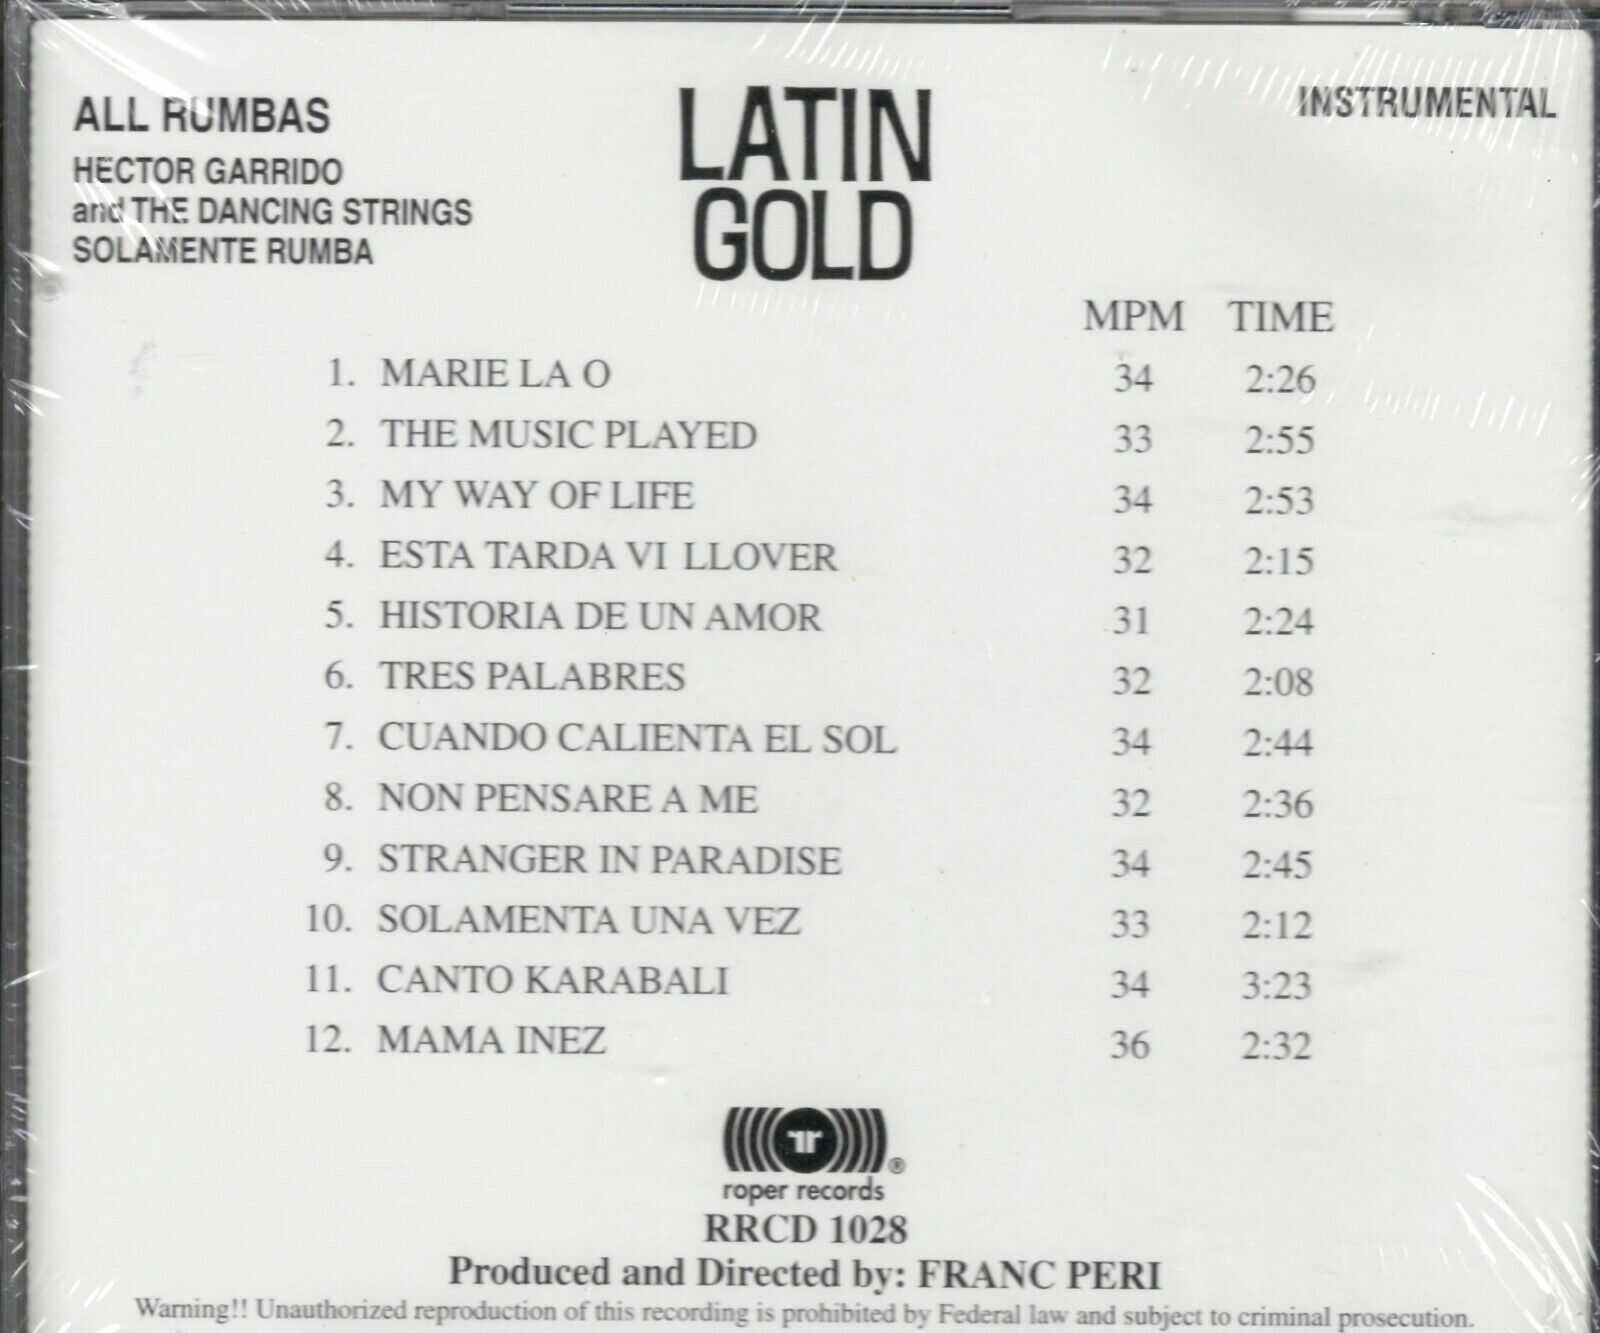 ALL RUMBAS
HECTOR GARRIDO
and THE DANCING STRINGS
SOLAMENTE RUMBA
LATIN
GOLD
INSTRUMENTAL
MPM TIME
1. MARIE LA O 34 2:26
2. THE MUSIC PLAYED 33 2:55
3. MY WAY OF LIFE 34 2:53
4. ESTA TARDA VI LLOVER 32 2:15
5. HISTORIA DE UN AMOR 31 2:24
6. TRES PALABRES 32 2:08
7. CUANDO CALIENTA EL SOL 34 2:44
8. NON PENSARE A ME 32 2:36
9. STRANGER IN PARADISE 34 2:45
10. SOLAMENTA UNA VEZ 33 2:12
11. CANTO KARABALI 34 3:23
12. MAMA INEZ 36 2:32
rr ®
roper records
RRCD 1028
Produced and Directed by: FRANC PERI
Warning!! Unauthorized reproduction of this recording is prohibited by Federal law and subject to criminal prosecution.